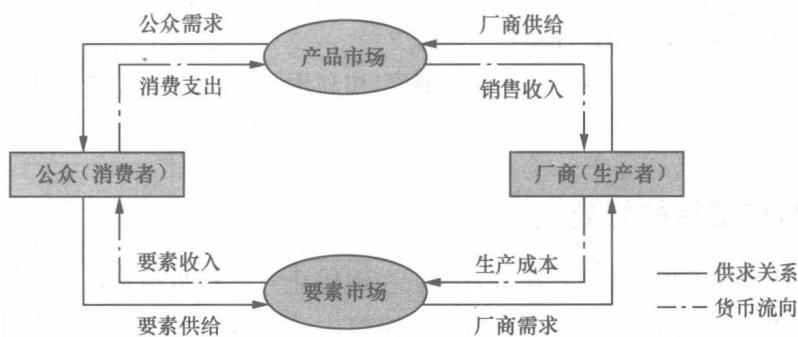 公众需求
厂商供给
产品市场
消费支出
销售收入
公众（消费者）
厂商（生产者）
要素收入
生产成本
要素市场
供求关系
要素供给
厂商需求
货币流向